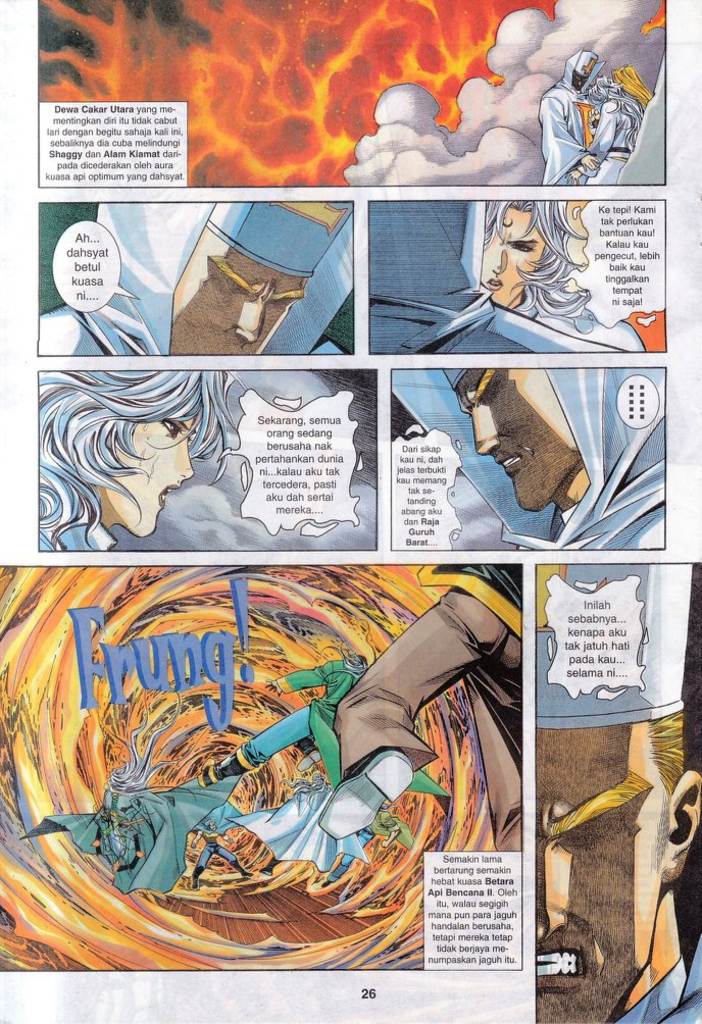 Dewa Cakar Utara yang me-
mentingkan diri itu tidak cabut
lari dengan begitu sahaja kali ini,
sebaliknya dia cuba melindungi
Shaggy dan Alam Kiamat dari-
pada dicederakan oleh aura
kuasa api optimum yang dahsyat.
Ah...
dahsyat
betul
kuasa
ni....
Ke tepi! Kami
tak perlukan
bantuan kau!
Kalau kau
pengecut, lebih
baik kau
tinggalkan
tempat
ni saja!
Sekarang, semua
orang sedang
berusaha nak
pertahankan dunia
ni...kalau aku tak
tercedera, pasti
aku dah sertai
mereka....
Dari sikap
kau ni, dah
jelas terbukti
kau memang
tak se-
tanding
abang aku
dan Raja
Guruh
Barat....
Frung!
Semakin lama
bertarung semakin
hebat kuasa Betara
Api Bencana II. Oleh
itu, walau segigih
mana pun para jaguh
handalan berusaha,
tetapi mereka tetap
tidak berjaya me-
numpaskan jaguh itu.
Inilah
sebabnya...
kenapa aku
tak jatuh hati
pada kau...
selama ni....
26